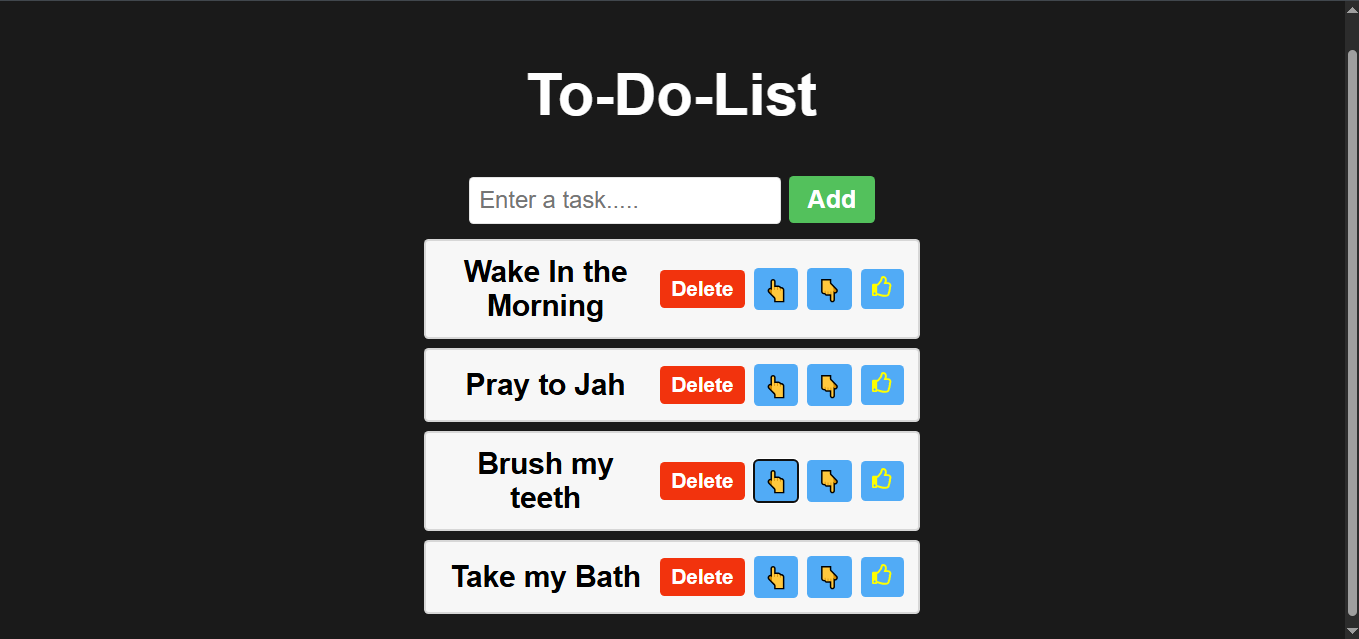 To-Do-List
Enter a task.....
Add
Wake In the
Morning
Delete
Pray to Jah
Delete
Brush my
teeth
Delete
Take my Bath
Delete